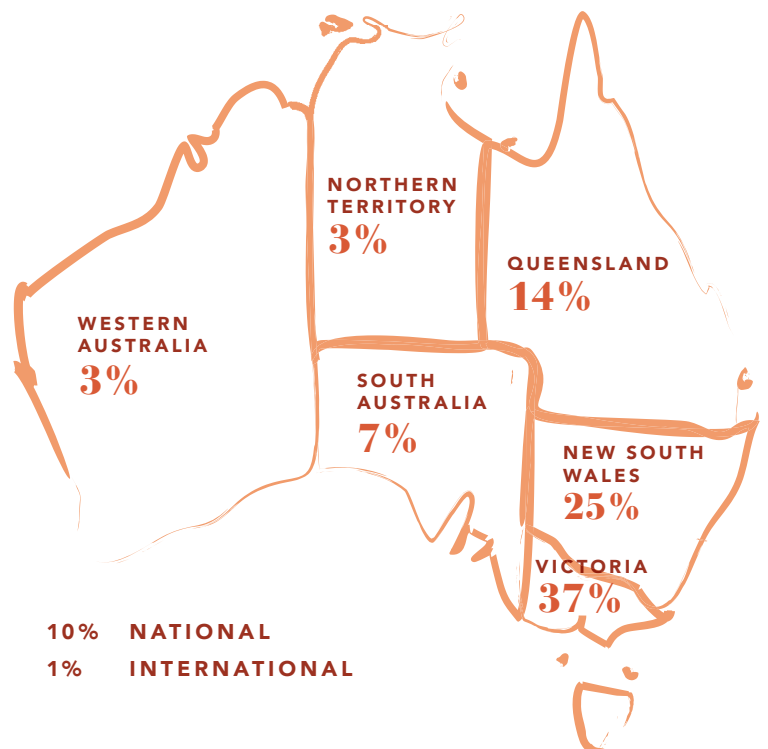 NORTHERN
TERRITORY
3%
QUEENSLAND
14%
WESTERN
AUSTRALIA
3%
SOUTH
AUSTRALIA
7%
NEW SOUTH
WALES
25%
VICTORIA
37%
10% NATIONAL
1% INTERNATIONAL